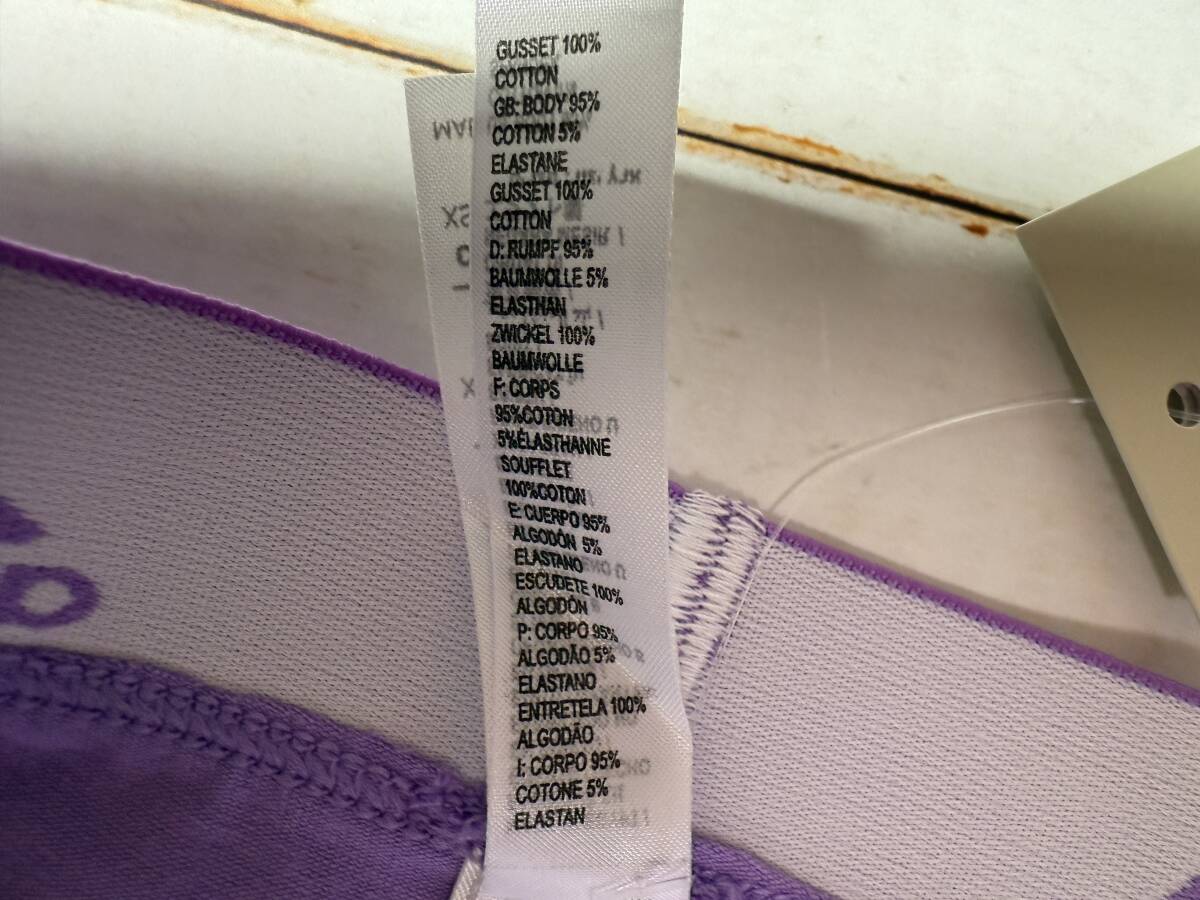 GUSSET 100%
COTTON
GB: BODY 95%
COTTON 5%
ELASTANE
GUSSET 100%
COTTON
D: RUMPF 95%
BAUMWOLLE 5%
ELASTHAN
ZWICKEL 100%
BAUMWOLLE
F: CORPS
95%COTON
5%ÉLASTHANNE
SOUFFLET
100%COTON
E: CUERPO 95%
ALGODÓN 5%
ELASTANO
ESCUDETE 100%
ALGODÓN
P: CORPO 95%
ALGODÃO 5%
ELASTANO
ENTRETELA 100%
ALGODÃO
I: CORPO 95%
COTONE 5%
ELASTAN